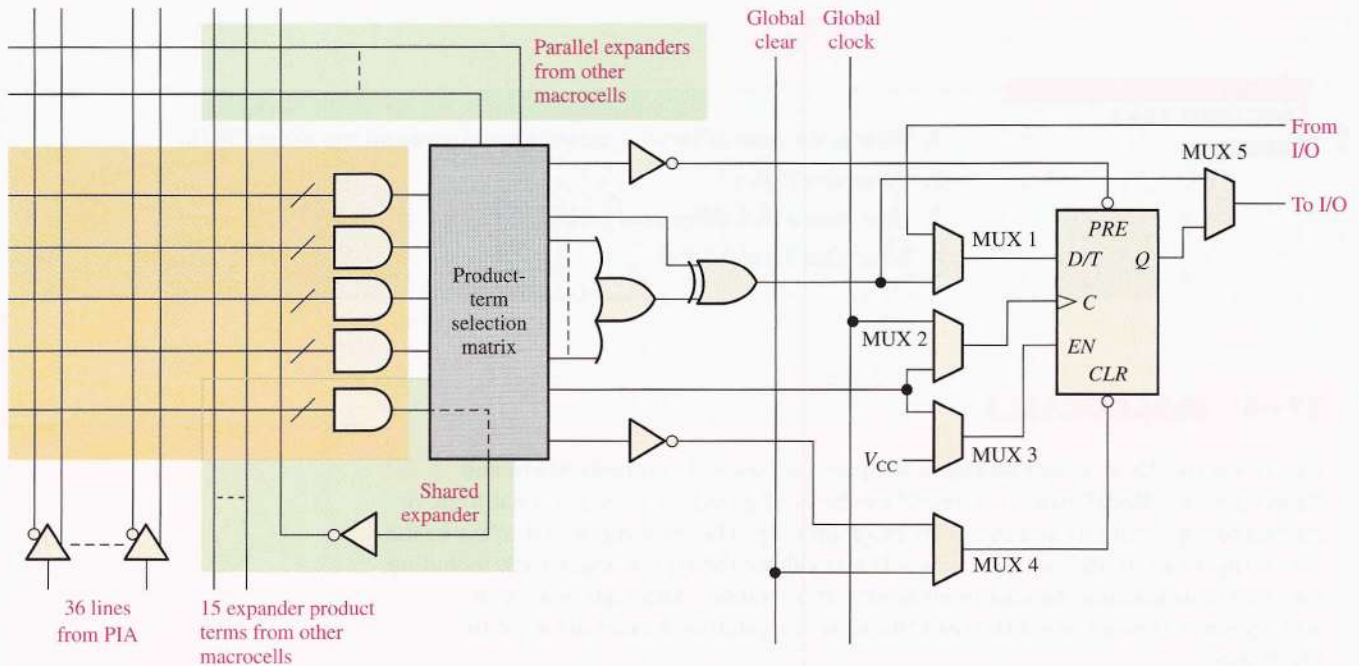 Global
clear
Global
clock
Parallel expanders
from other
macrocells
From
I/O
MUX 5
To I/O
MUX 1
PRE
D/T
Q
Product-
term
selection
matrix
C
MUX 2
EN
CLR
V_CC
MUX 3
Shared
expander
MUX 4
36 lines
from PIA
15 expander product
terms from other
macrocells